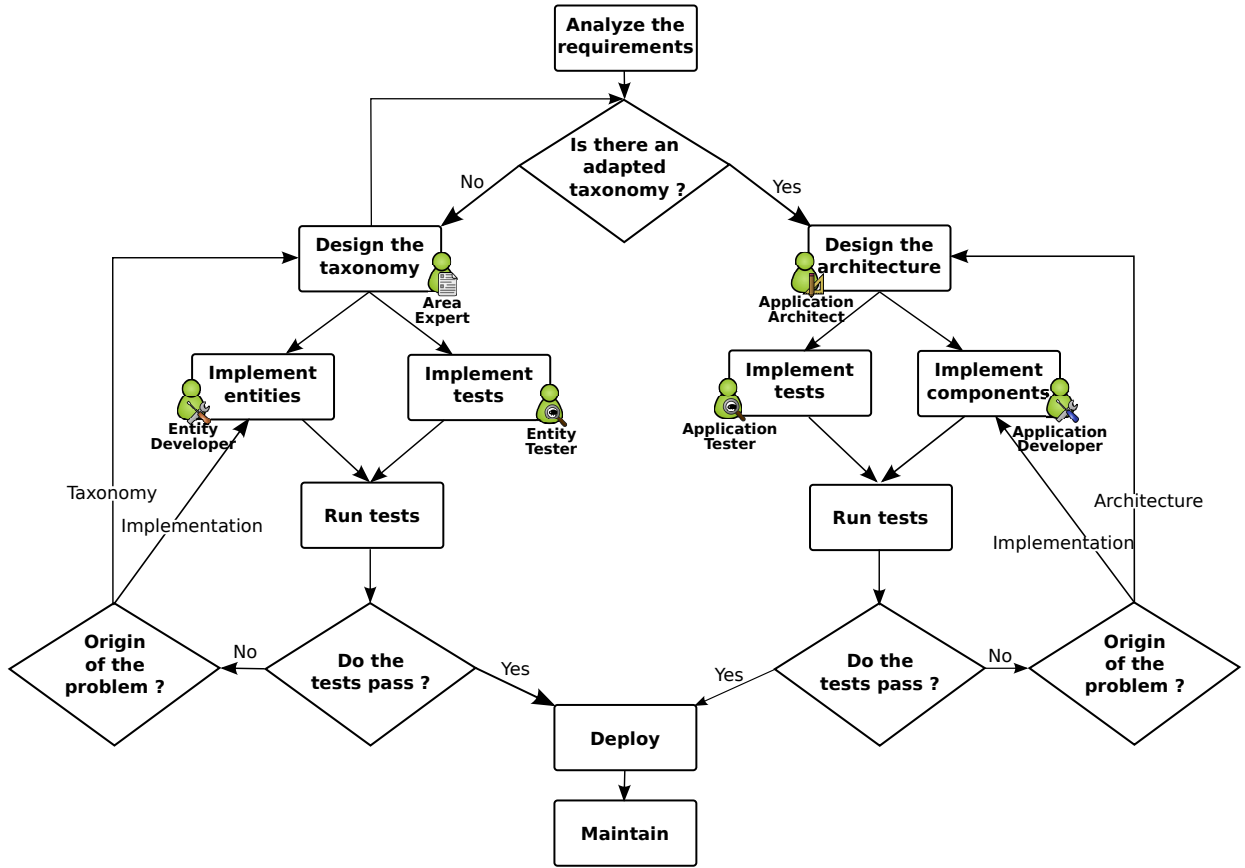 Analyze the
requirements
Is there an
adapted
taxonomy ?
No
Yes
Design the
taxonomy
Area
Expert
Design the
architecture
Application
Architect
Implement
entities
Entity
Developer
Implement
tests
Entity
Tester
Implement
tests
Application
Tester
Implement
components
Application
Developer
Taxonomy
Implementation
Run tests
Run tests
Architecture
Implementation
Origin
of the
problem ?
No
Do the
tests pass ?
Yes
Yes
Do the
tests pass ?
No
Origin
of the
problem ?
Deploy
Maintain